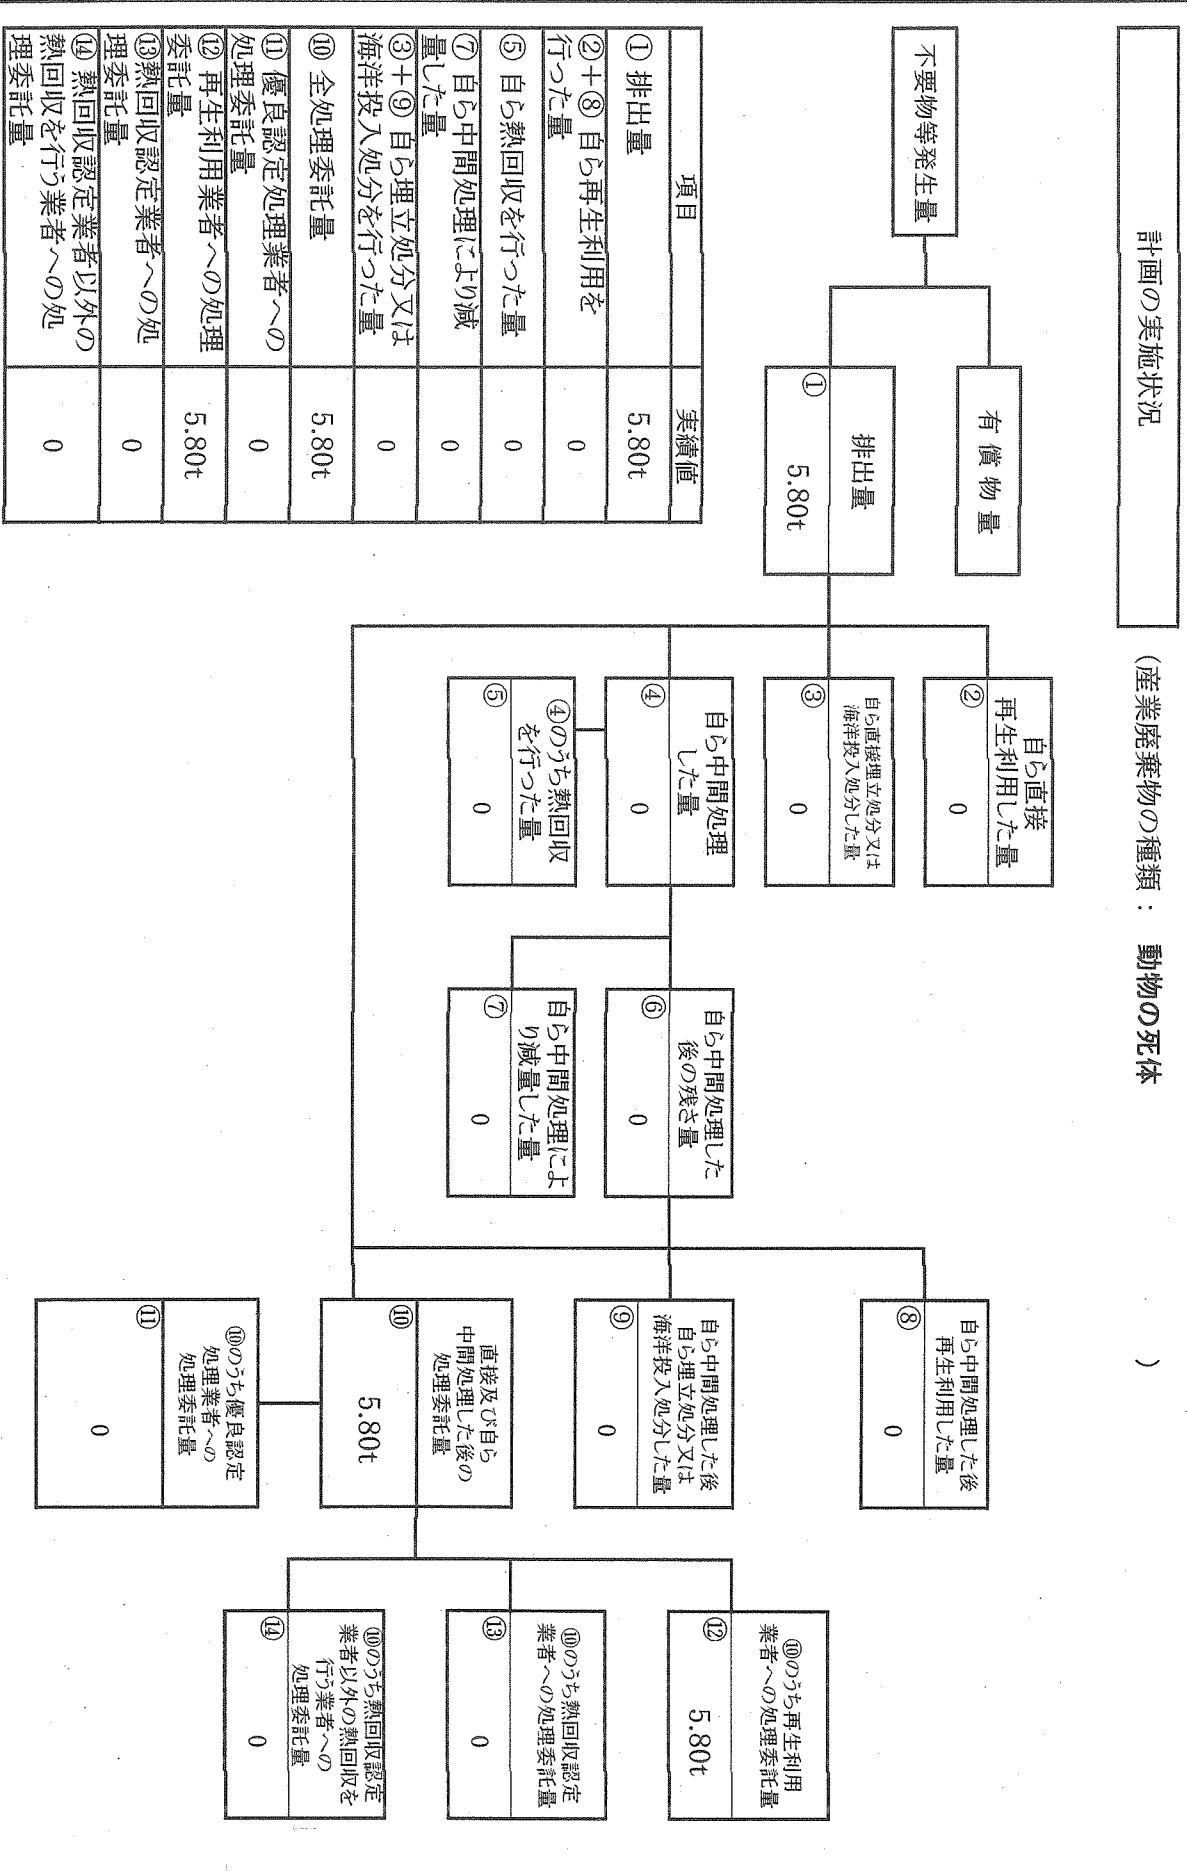 計画の実施状況
（産業廃棄物の種類： 動物の死体 ）
不要物等発生量
有償物量
排出量
① 5.80t
自ら直接
再生利用した量
② 0
自ら直接埋立処分又は
海洋投入処分した量
③ 0
自ら中間処理
した量
④ 0
④のうち熱回収
を行った量
⑤ 0
自ら中間処理した
後の残さ量
⑥ 0
自ら中間処理によ
り減量した量
⑦ 0
自ら中間処理した後
再生利用した量
⑧ 0
自ら中間処理した後
自ら埋立処分又は
海洋投入処分した量
⑨ 0
直接及び自ら
中間処理した後の
処理委託量
⑩ 5.80t
⑩のうち優良認定
処理業者への
処理委託量
⑪ 0
⑩のうち再生利用
業者への処理委託量
⑫ 5.80t
⑩のうち熱回収認定
業者への処理委託量
⑬ 0
⑩のうち熱回収認定
業者以外の熱回収を
行う業者への
処理委託量
⑭ 0
項目 実績値
① 排出量 5.80t
②＋⑧ 自ら再生利用を
行った量 0
⑤ 自ら熱回収を行った量 0
⑦ 自ら中間処理により減
量した量 0
③＋⑨ 自ら埋立処分又は
海洋投入処分を行った量 0
⑩ 全処理委託量 5.80t
⑪ 優良認定処理業者への
処理委託量 0
⑫ 再生利用業者への処理
委託量 5.80t
⑬熱回収認定業者への処
理委託量 0
⑭ 熱回収認定業者以外の
熱回収を行う業者への処
理委託量 0